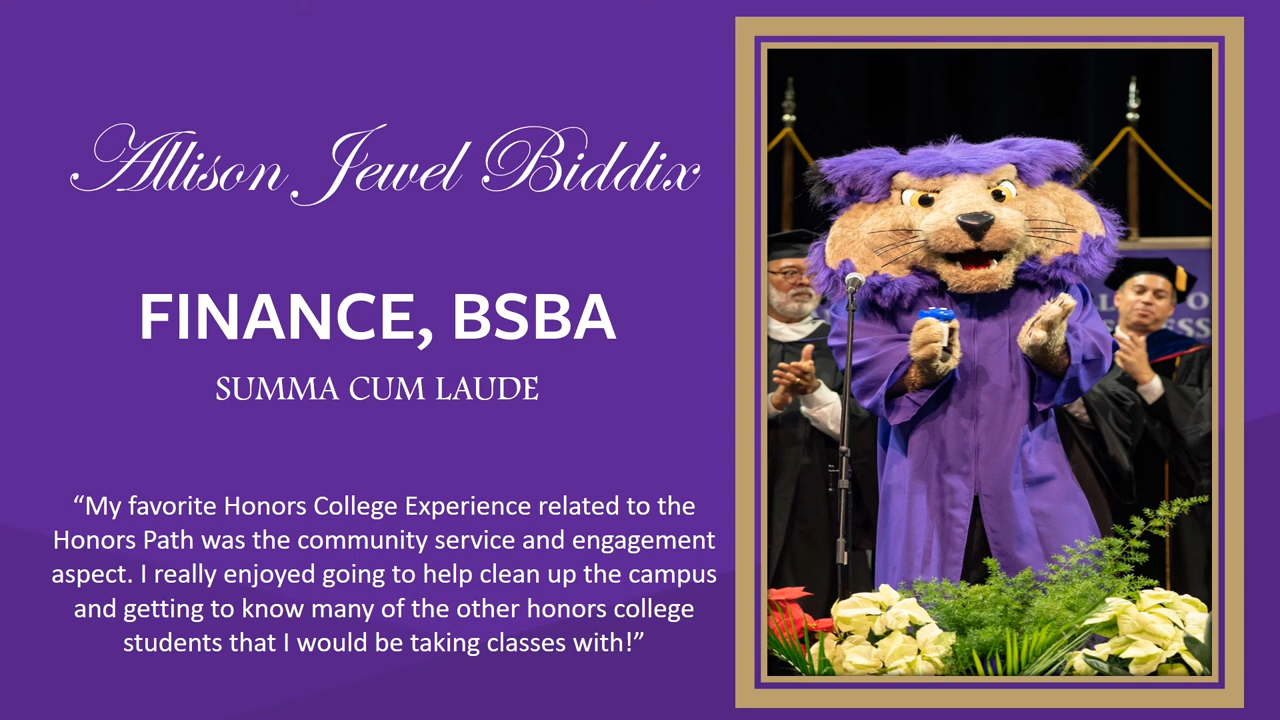 Allison Jewel Biddix
FINANCE, BSBA
SUMMA CUM LAUDE
“My favorite Honors College Experience related to the
Honors Path was the community service and engagement
aspect. I really enjoyed going to help clean up the campus
and getting to know many of the other honors college
students that I would be taking classes with!”